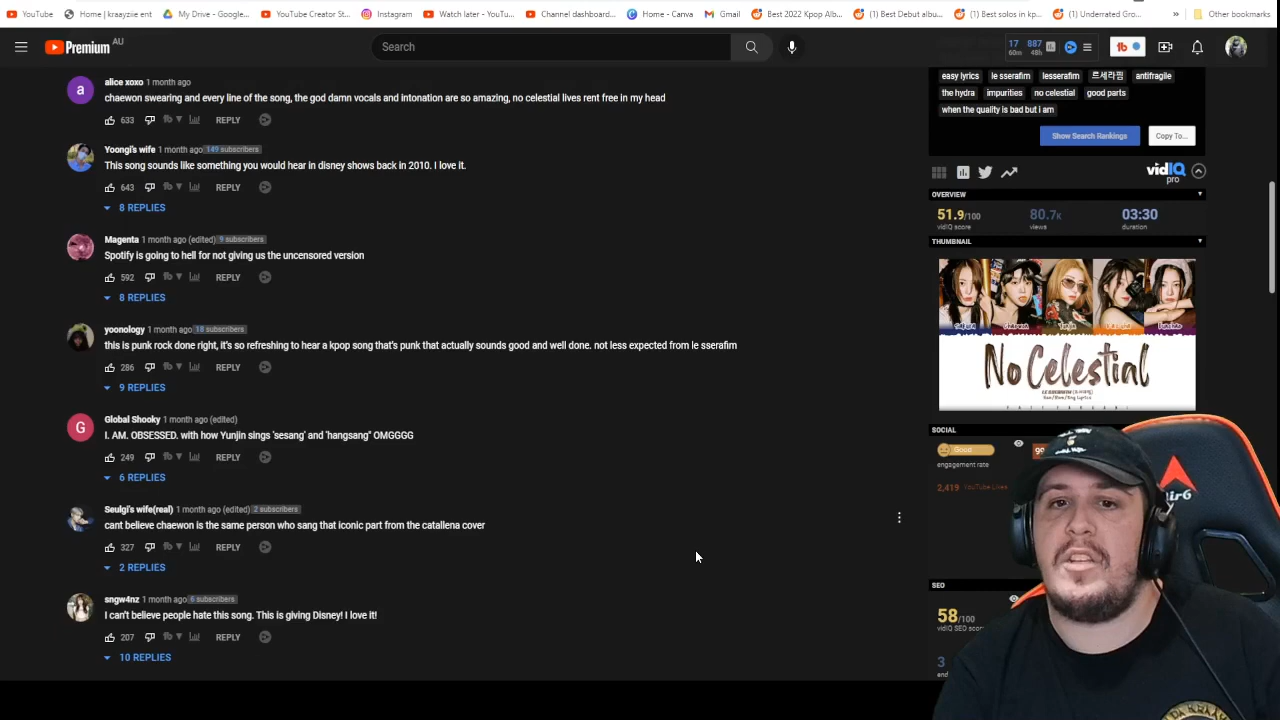 YouTube
Home | kraayziie ent
My Drive - Google...
YouTube Creator St...
Instagram
Watch later - YouTu...
Channel dashboard...
Home - Canva
Gmail
Best 2022 Kpop Alb...
(1) Best Debut albu...
(1) Best solos in kp...
(1) Underrated Gro...
»
Other bookmarks
Premium AU
Search
17 60m 887 48h
alice xoxo 1 month ago
chaewon swearing and every line of the song, the god damn vocals and intonation are so amazing, no celestial lives rent free in my head
633 REPLY
Yoongi's wife 1 month ago 149 subscribers
This song sounds like something you would hear in disney shows back in 2010. I love it.
643 REPLY
8 REPLIES
Magenta 1 month ago (edited) 9 subscribers
Spotify is going to hell for not giving us the uncensored version
592 REPLY
8 REPLIES
yoonology 1 month ago 18 subscribers
this is punk rock done right, it's so refreshing to hear a kpop song that's punk that actually sounds good and well done. not less expected from le sserafim
286 REPLY
9 REPLIES
G
Global Shooky 1 month ago (edited)
I. AM. OBSESSED. with how Yunjin sings 'sesang' and 'hangsang" OMGGGG
249 REPLY
6 REPLIES
Seulgi's wife(real) 1 month ago (edited) 2 subscribers
cant believe chaewon is the same person who sang that iconic part from the catallena cover
327 REPLY
2 REPLIES
sngw4nz 1 month ago 6 subscribers
I can't believe people hate this song. This is giving Disney! I love it!
207 REPLY
10 REPLIES
easy lyrics le sserafim lesserafim 르세라핌 antifragile
the hydra impurities no celestial good parts
when the quality is bad but i am
Show Search Rankings Copy To...
vidIQ pro
OVERVIEW
51.9/100 80.7K 03:30
vidIQ score views duration
THUMBNAIL
No Celestial
SOCIAL
Good
engagement rate
2,419 YouTube Likes
SEO
58/100
vidIQ SEO score
3